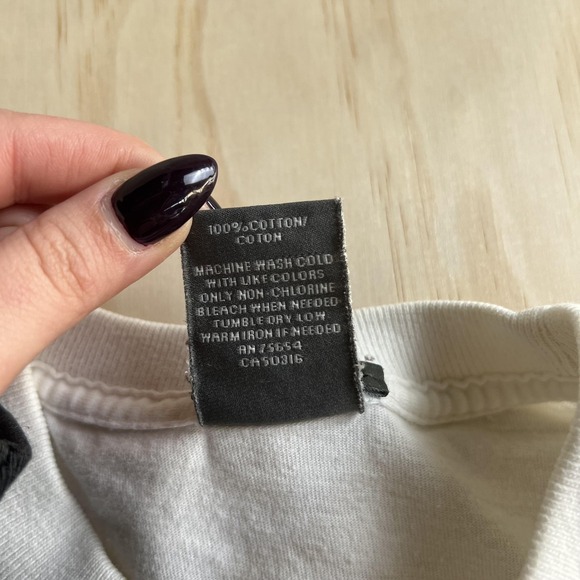 100%COTTON/
COTON
MACHINE WASH COLD
WITH LIKE COLORS
ONLY NON-CHLORINE
BLEACH WHEN NEEDED
TUMBLE DRY LOW
WARM IRON IF NEEDED
RN 75654
CA50316